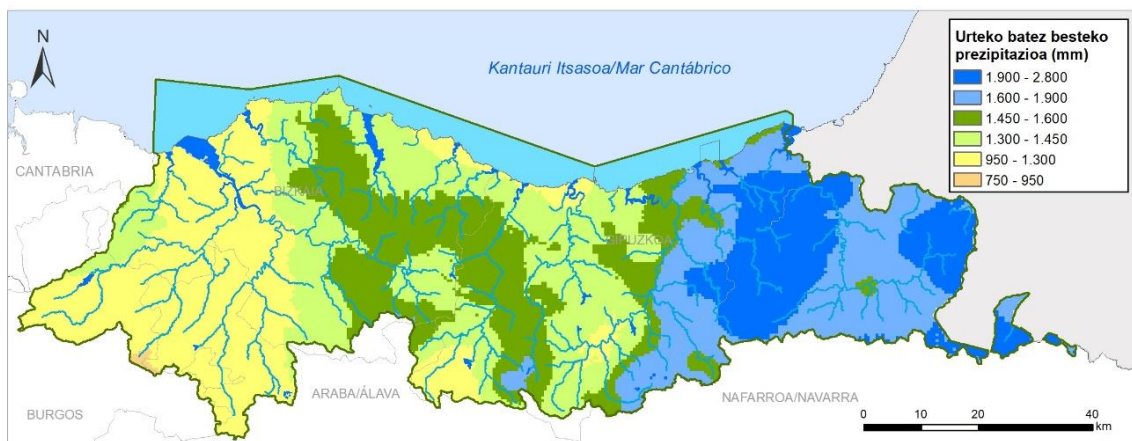 N
Kantauri Itsasoa/Mar Cantábrico
Urteko batez besteko
prezipitazioa (mm)
1.900 - 2.800
1.600 - 1.900
1.450 - 1.600
1.300 - 1.450
950 - 1.300
750 - 950
CANTABRIA
BIZKAIA
GIPUZKOA
ARABA/ÁLAVA
NAFARROA/NAVARRA
BURGOS
0 10 20 40
km